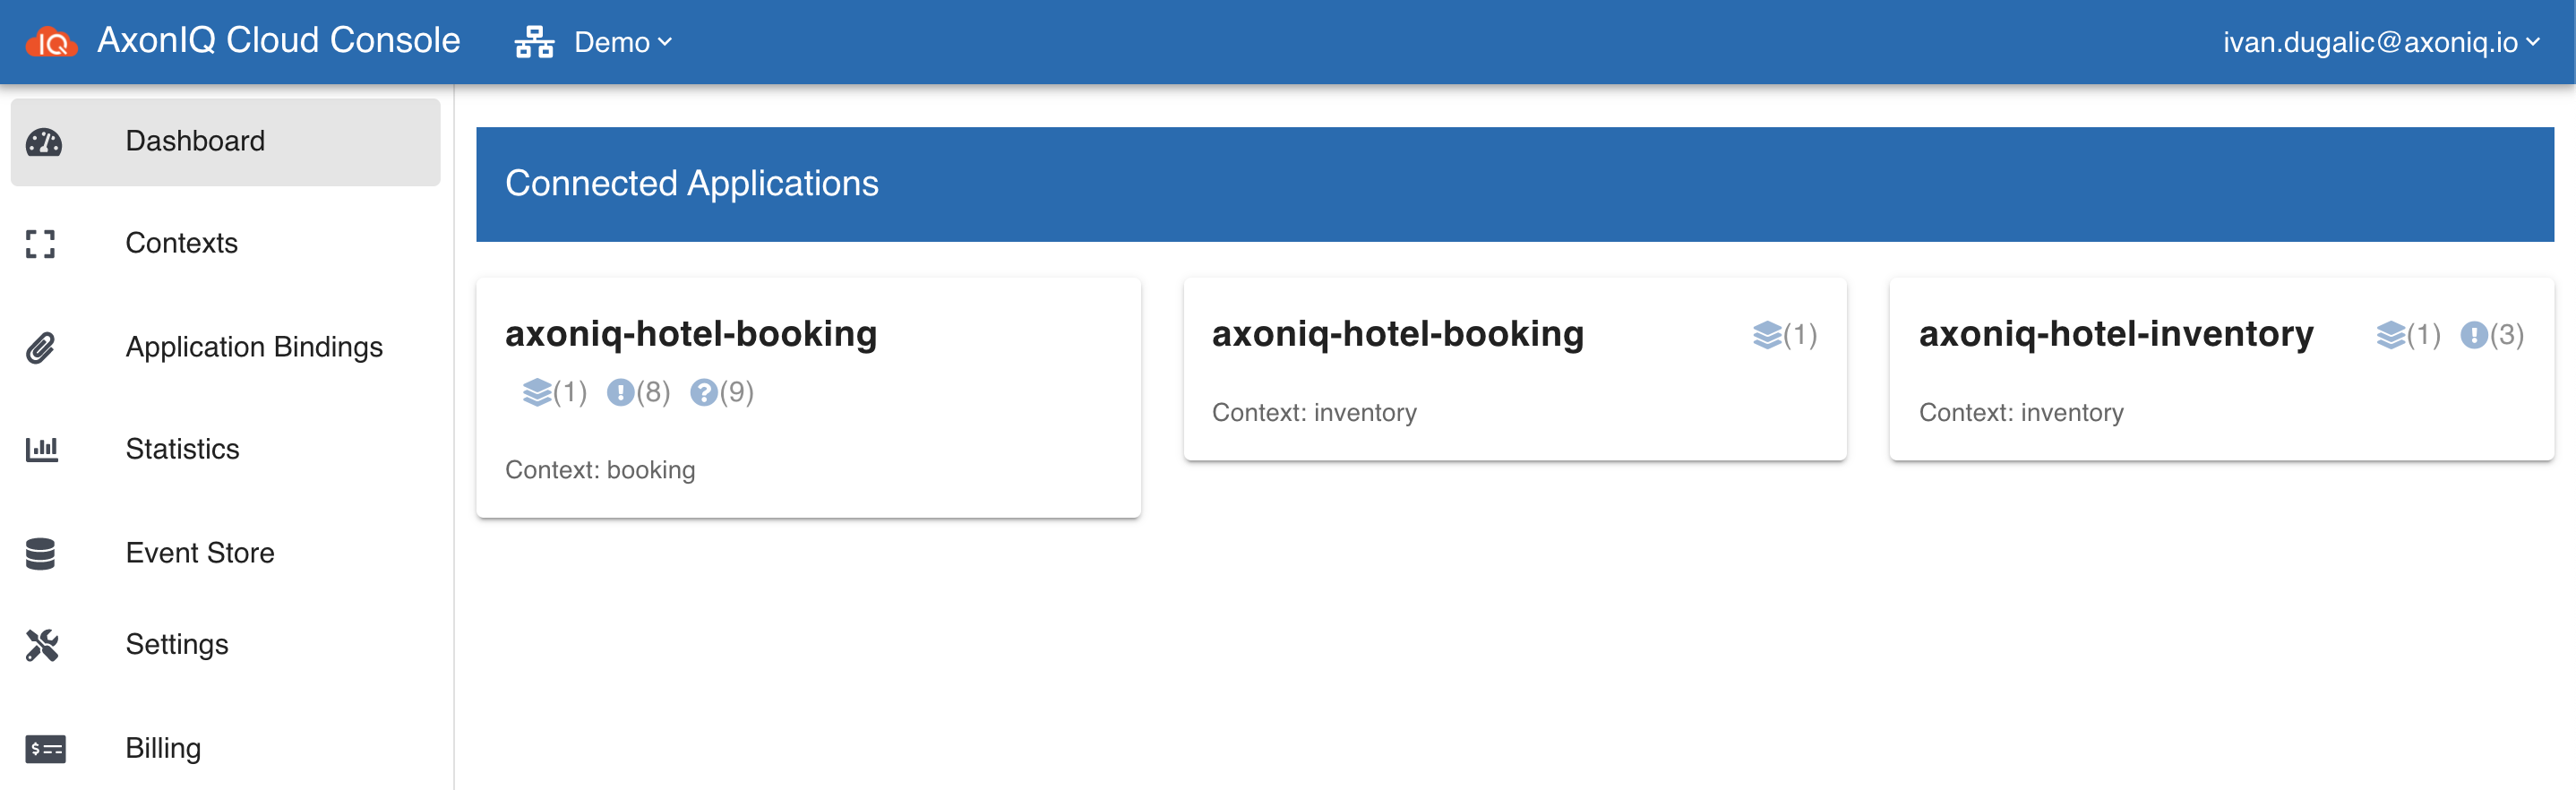 IQ AxonIQ Cloud Console Demo ivan.dugalic@axoniq.io
Dashboard
Contexts
Application Bindings
Statistics
Event Store
Settings
Billing
Connected Applications
axoniq-hotel-booking
(1) (8) (9)
Context: booking
axoniq-hotel-booking (1)
Context: inventory
axoniq-hotel-inventory (1) (3)
Context: inventory